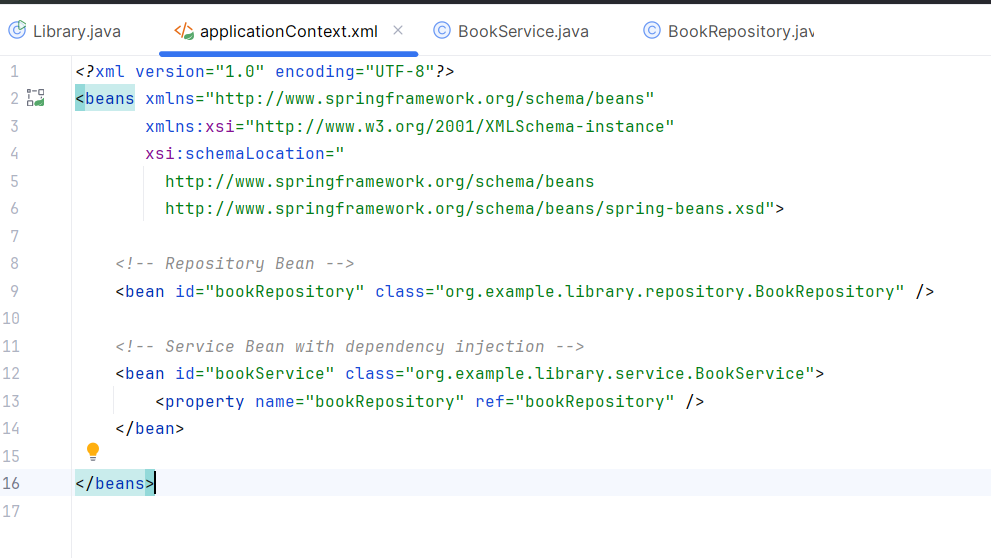 Library.java applicationContext.xml BookService.java BookRepository.jav
1 <?xml version="1.0" encoding="UTF-8"?>
2 <beans xmlns="http://www.springframework.org/schema/beans"
3 xmlns:xsi="http://www.w3.org/2001/XMLSchema-instance"
4 xsi:schemaLocation="
5 http://www.springframework.org/schema/beans
6 http://www.springframework.org/schema/beans/spring-beans.xsd">
7
8 <!-- Repository Bean -->
9 <bean id="bookRepository" class="org.example.library.repository.BookRepository" />
10
11 <!-- Service Bean with dependency injection -->
12 <bean id="bookService" class="org.example.library.service.BookService">
13 <property name="bookRepository" ref="bookRepository" />
14 </bean>
15
16 </beans>
17